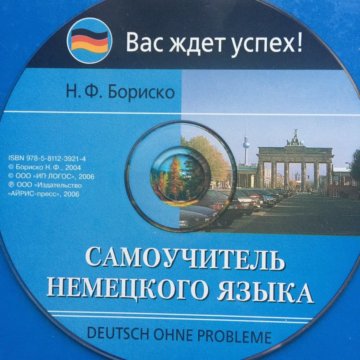 Вас ждет успех!
Н. Ф. Бориско
ISBN 978-5-8112-3921-4
© Бориско Н. Ф., 2004
© ООО «ИП ЛОГОС», 2006
℗ ООО «Издательство
«АЙРИС-пресс», 2006
САМОУЧИТЕЛЬ
НЕМЕЦКОГО ЯЗЫКА
DEUTSCH OHNE PROBLEME